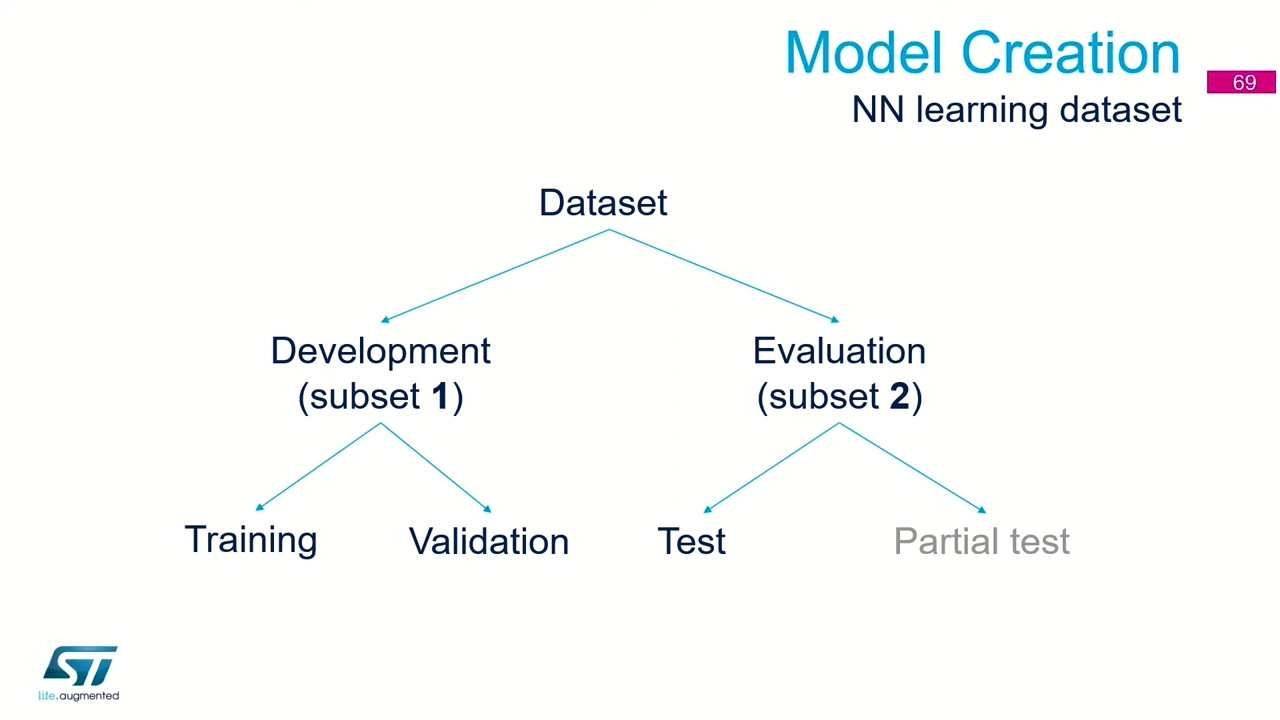 Model Creation
69
NN learning dataset
Dataset
Development
(subset 1)
Evaluation
(subset 2)
Training
Validation
Test
Partial test
ST
life.augmented